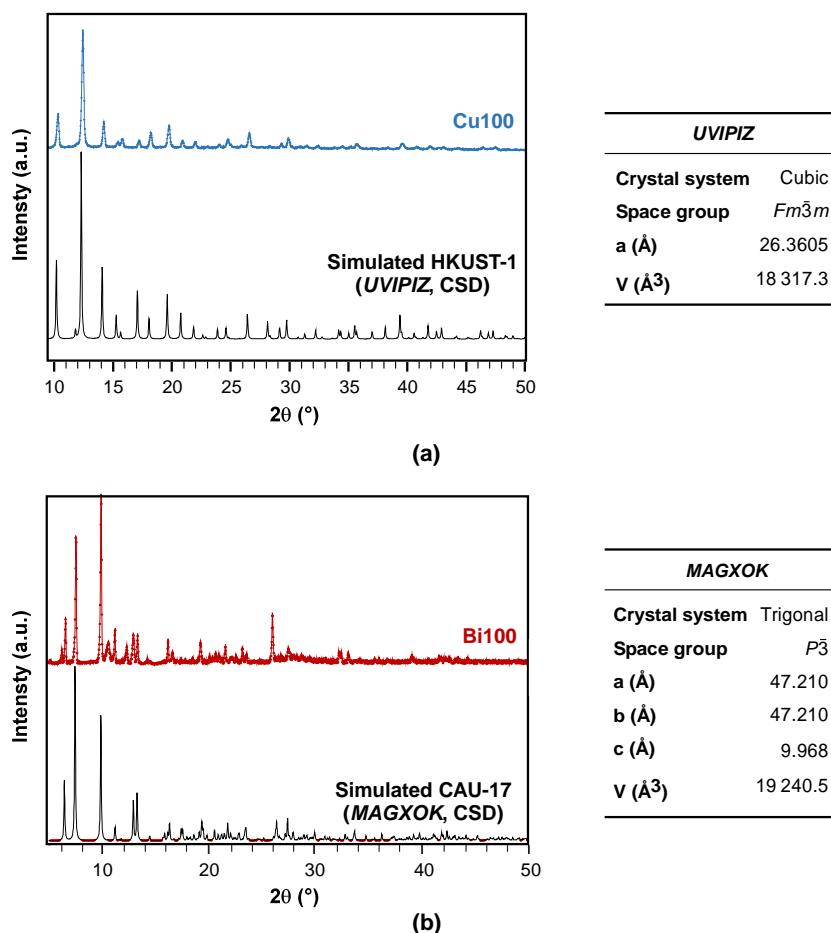 Intensty (a.u.)
Cu100
Simulated HKUST-1
(UVIPIZ, CSD)
10 15 20 25 30 35 40 45 50
2θ (°)
(a)
UVIPIZ
Crystal system Cubic
Space group Fm3̄m
a (Å) 26.3605
V (Å³) 18 317.3
Intensity (a.u.)
Bi100
Simulated CAU-17
(MAGXOK, CSD)
10 20 30 40 50
2θ (°)
(b)
MAGXOK
Crystal system Trigonal
Space group P3̄
a (Å) 47.210
b (Å) 47.210
c (Å) 9.968
V (Å³) 19 240.5